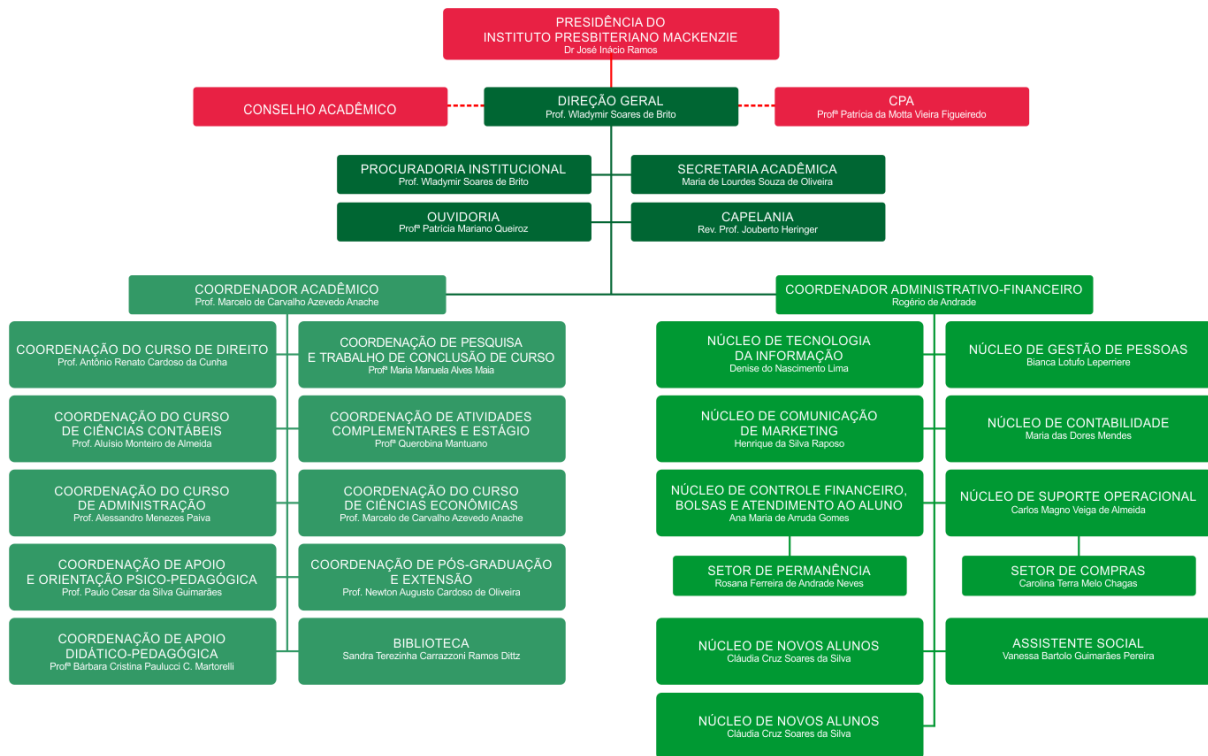 PRESIDÊNCIA DO
INSTITUTO PRESBITERIANO MACKENZIE
Dr José Inácio Ramos
CONSELHO ACADÊMICO
DIREÇÃO GERAL
Prof. Wladymir Soares de Brito
CPA
Profª Patrícia da Motta Vieira Figueiredo
PROCURADORIA INSTITUCIONAL
Prof. Wladymir Soares de Brito
SECRETARIA ACADÊMICA
Maria de Lourdes Souza de Oliveira
OUVIDORIA
Profª Patrícia Mariano Queiroz
CAPELANIA
Rev. Prof. Jouberto Heringer
COORDENADOR ACADÊMICO
Prof. Marcelo de Carvalho Azevedo Anache
COORDENADOR ADMINISTRATIVO-FINANCEIRO
Rogério de Andrade
COORDENAÇÃO DO CURSO DE DIREITO
Prof. Antônio Renato Cardoso da Cunha
COORDENAÇÃO DE PESQUISA
E TRABALHO DE CONCLUSÃO DE CURSO
Profª Maria Manuela Alves Maia
COORDENAÇÃO DO CURSO
DE CIÊNCIAS CONTÁBEIS
Prof. Aluísio Monteiro de Almeida
COORDENAÇÃO DE ATIVIDADES
COMPLEMENTARES E ESTÁGIO
Profª Querobina Mantuano
COORDENAÇÃO DO CURSO
DE ADMINISTRAÇÃO
Prof. Alessandro Menezes Paiva
COORDENAÇÃO DO CURSO
DE CIÊNCIAS ECONÔMICAS
Prof. Marcelo de Carvalho Azevedo Anache
COORDENAÇÃO DE APOIO
E ORIENTAÇÃO PSICO-PEDAGÓGICA
Prof. Paulo Cesar da Silva Guimarães
COORDENAÇÃO DE PÓS-GRADUAÇÃO
E EXTENSÃO
Prof. Newton Augusto Cardoso de Oliveira
COORDENAÇÃO DE APOIO
DIDÁTICO-PEDAGÓGICA
Profª Bárbara Cristina Paulucci C. Martorelli
BIBLIOTECA
Sandra Terezinha Carrazzoni Ramos Dittz
NÚCLEO DE TECNOLOGIA
DA INFORMAÇÃO
Denise do Nascimento Lima
NÚCLEO DE GESTÃO DE PESSOAS
Bianca Lotufo Leperriere
NÚCLEO DE COMUNICAÇÃO
DE MARKETING
Henrique da Silva Raposo
NÚCLEO DE CONTABILIDADE
Maria das Dores Mendes
NÚCLEO DE CONTROLE FINANCEIRO,
BOLSAS E ATENDIMENTO AO ALUNO
Ana Maria de Arruda Gomes
NÚCLEO DE SUPORTE OPERACIONAL
Carlos Magno Veiga de Almeida
SETOR DE PERMANÊNCIA
Rosana Ferreira de Andrade Neves
SETOR DE COMPRAS
Carolina Terra Melo Chagas
NÚCLEO DE NOVOS ALUNOS
Cláudia Cruz Soares da Silva
ASSISTENTE SOCIAL
Vanessa Bartolo Guimarães Pereira
NÚCLEO DE NOVOS ALUNOS
Cláudia Cruz Soares da Silva